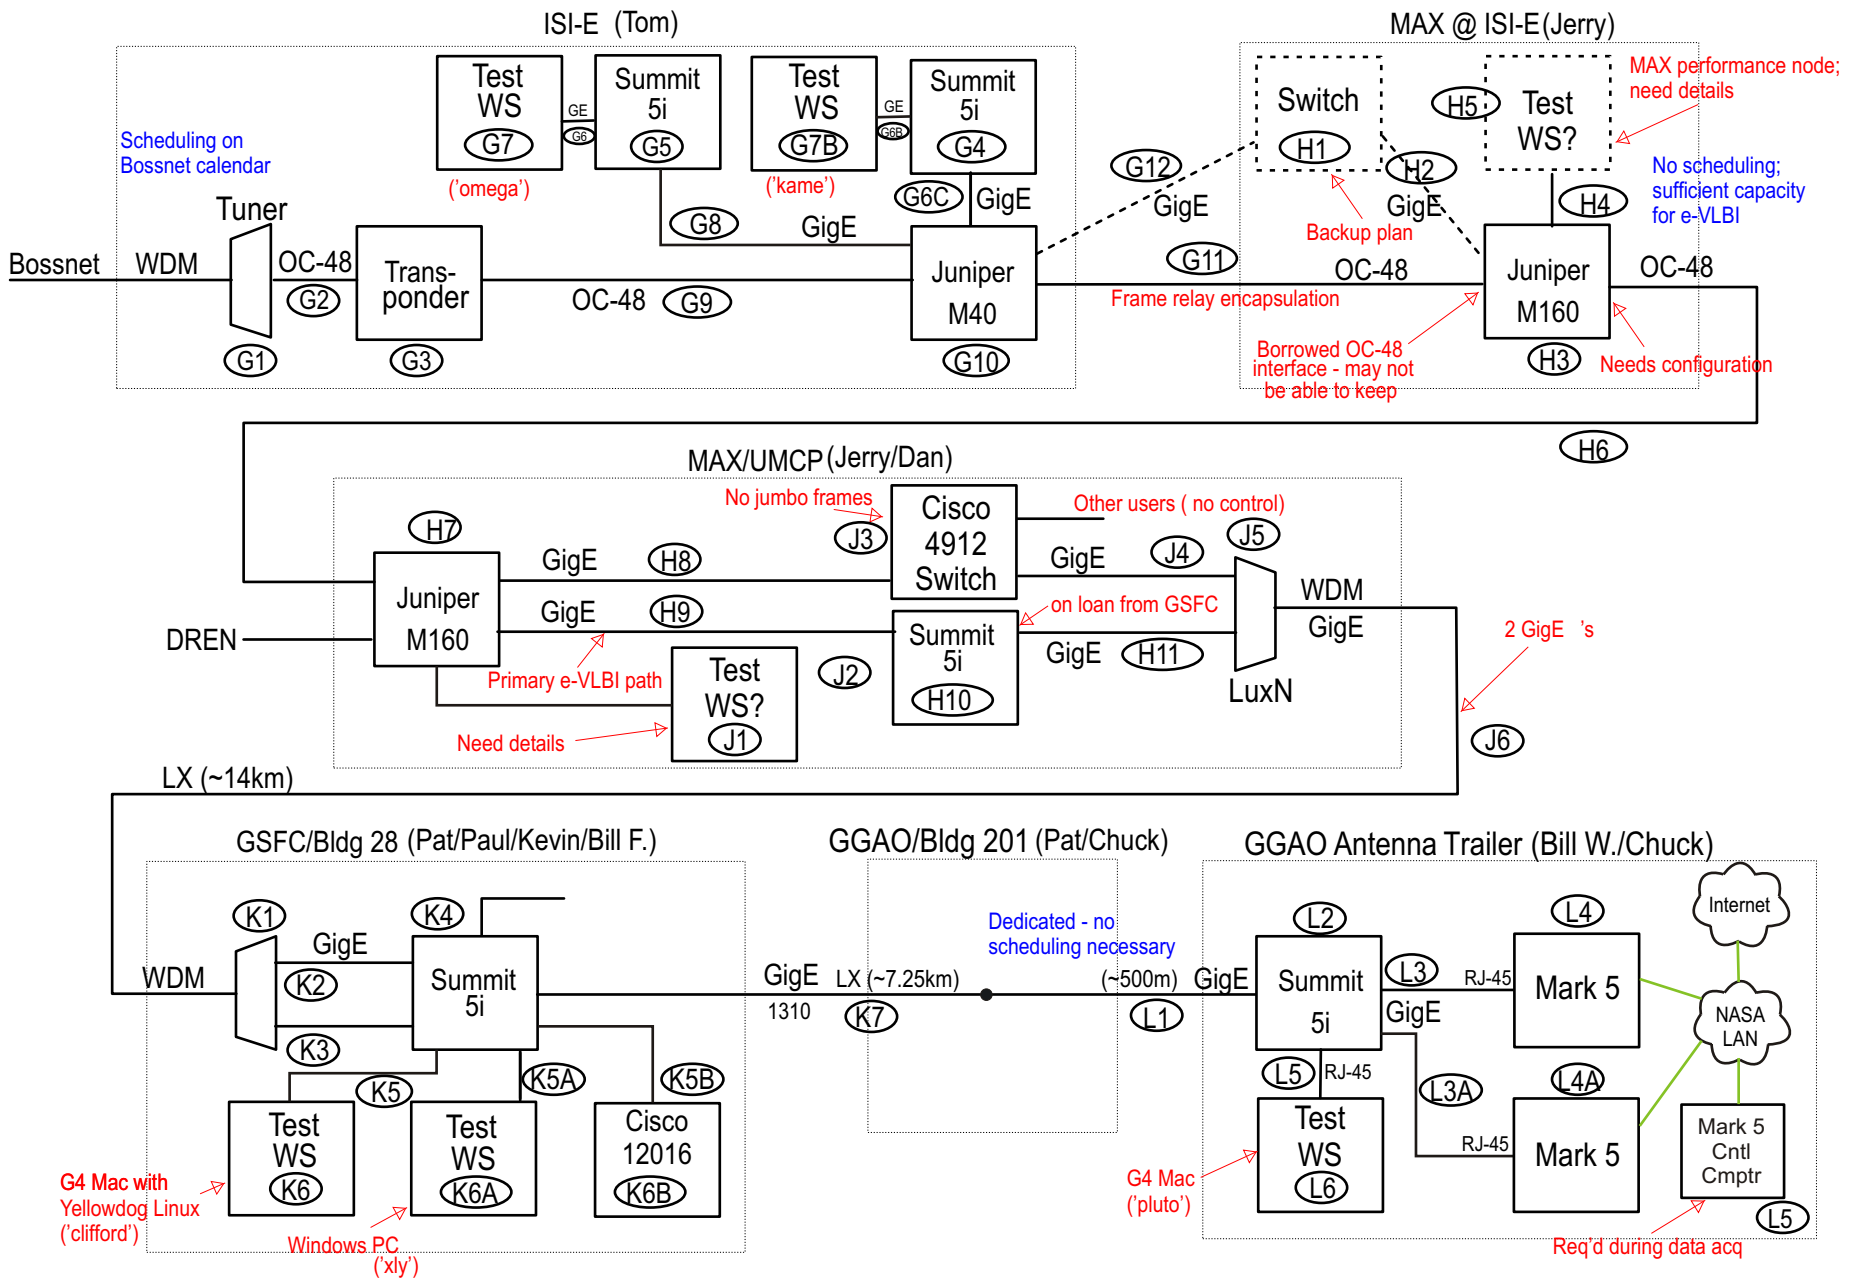 ISI-E (Tom)
MAX @ ISI-E(Jerry)
Test
WS
G7
GE
G6
Summit
5i
G5
Test
WS
G7B
GE
G6B
Summit
5i
G4
('omega')
('kame')
Scheduling on
Bossnet calendar
G6C
GigE
G8
GigE
Tuner
Bossnet
WDM
OC-48
G2
G1
Trans-
ponder
G3
OC-48
G9
Juniper
M40
G10
G12
GigE
G11
OC-48
Frame relay encapsulation
Switch
H1
H2
GigE
Backup plan
H5
Test
WS?
H4
MAX performance node;
need details
No scheduling;
sufficient capacity
for e-VLBI
Juniper
M160
H3
OC-48
Borrowed OC-48
interface - may not
be able to keep
Needs configuration
H6
MAX/UMCP (Jerry/Dan)
No jumbo frames
J3
Cisco
4912
Switch
Other users ( no control)
J5
H7
Juniper
M160
DREN
GigE
H8
GigE
H9
Primary e-VLBI path
GigE
J4
on loan from GSFC
Summit
5i
H10
J2
GigE
H11
LuxN
WDM
GigE
2 GigE 's
J6
Test
WS?
J1
Need details
LX (~14km)
GSFC/Bldg 28 (Pat/Paul/Kevin/Bill F.)
GGAO/Bldg 201 (Pat/Chuck)
GGAO Antenna Trailer (Bill W./Chuck)
K1
WDM
GigE
K2
K3
K4
Summit
5i
K5
K5A
K5B
Test
WS
K6
Test
WS
K6A
Cisco
12016
K6B
G4 Mac with
Yellowdog Linux
('clifford')
Windows PC
('xly')
GigE
1310
LX (~7.25km)
K7
Dedicated - no
scheduling necessary
(~500m)
L1
GigE
L2
Summit
5i
L3
RJ-45
GigE
L4
Mark 5
L5
RJ-45
L3A
RJ-45
L4A
Mark 5
Test
WS
L6
G4 Mac
('pluto')
Internet
NASA
LAN
Mark 5
Cntl
Cmptr
L5
Req'd during data acq